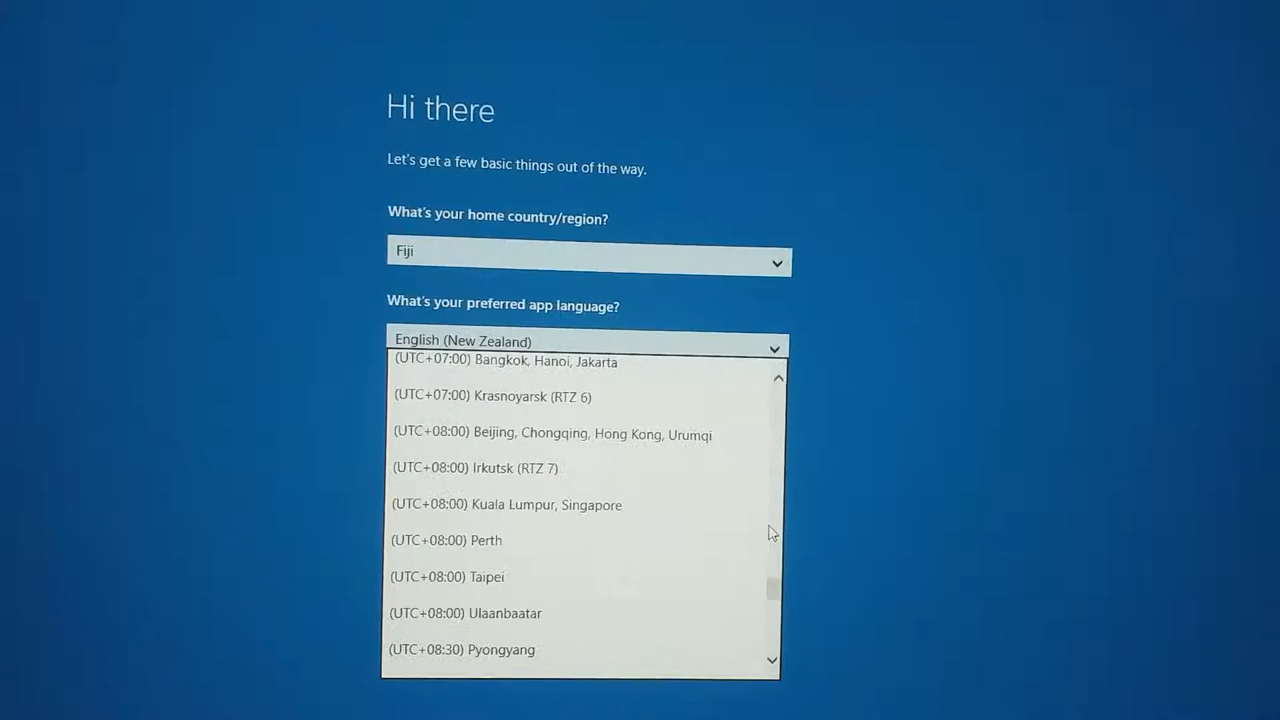 Hi there
Let's get a few basic things out of the way.
What's your home country/region?
Fiji
What's your preferred app language?
English (New Zealand)
(UTC+07:00) Bangkok, Hanoi, Jakarta
(UTC+07:00) Krasnoyarsk (RTZ 6)
(UTC+08:00) Beijing, Chongqing, Hong Kong, Urumqi
(UTC+08:00) Irkutsk (RTZ 7)
(UTC+08:00) Kuala Lumpur, Singapore
(UTC+08:00) Perth
(UTC+08:00) Taipei
(UTC+08:00) Ulaanbaatar
(UTC+08:30) Pyongyang